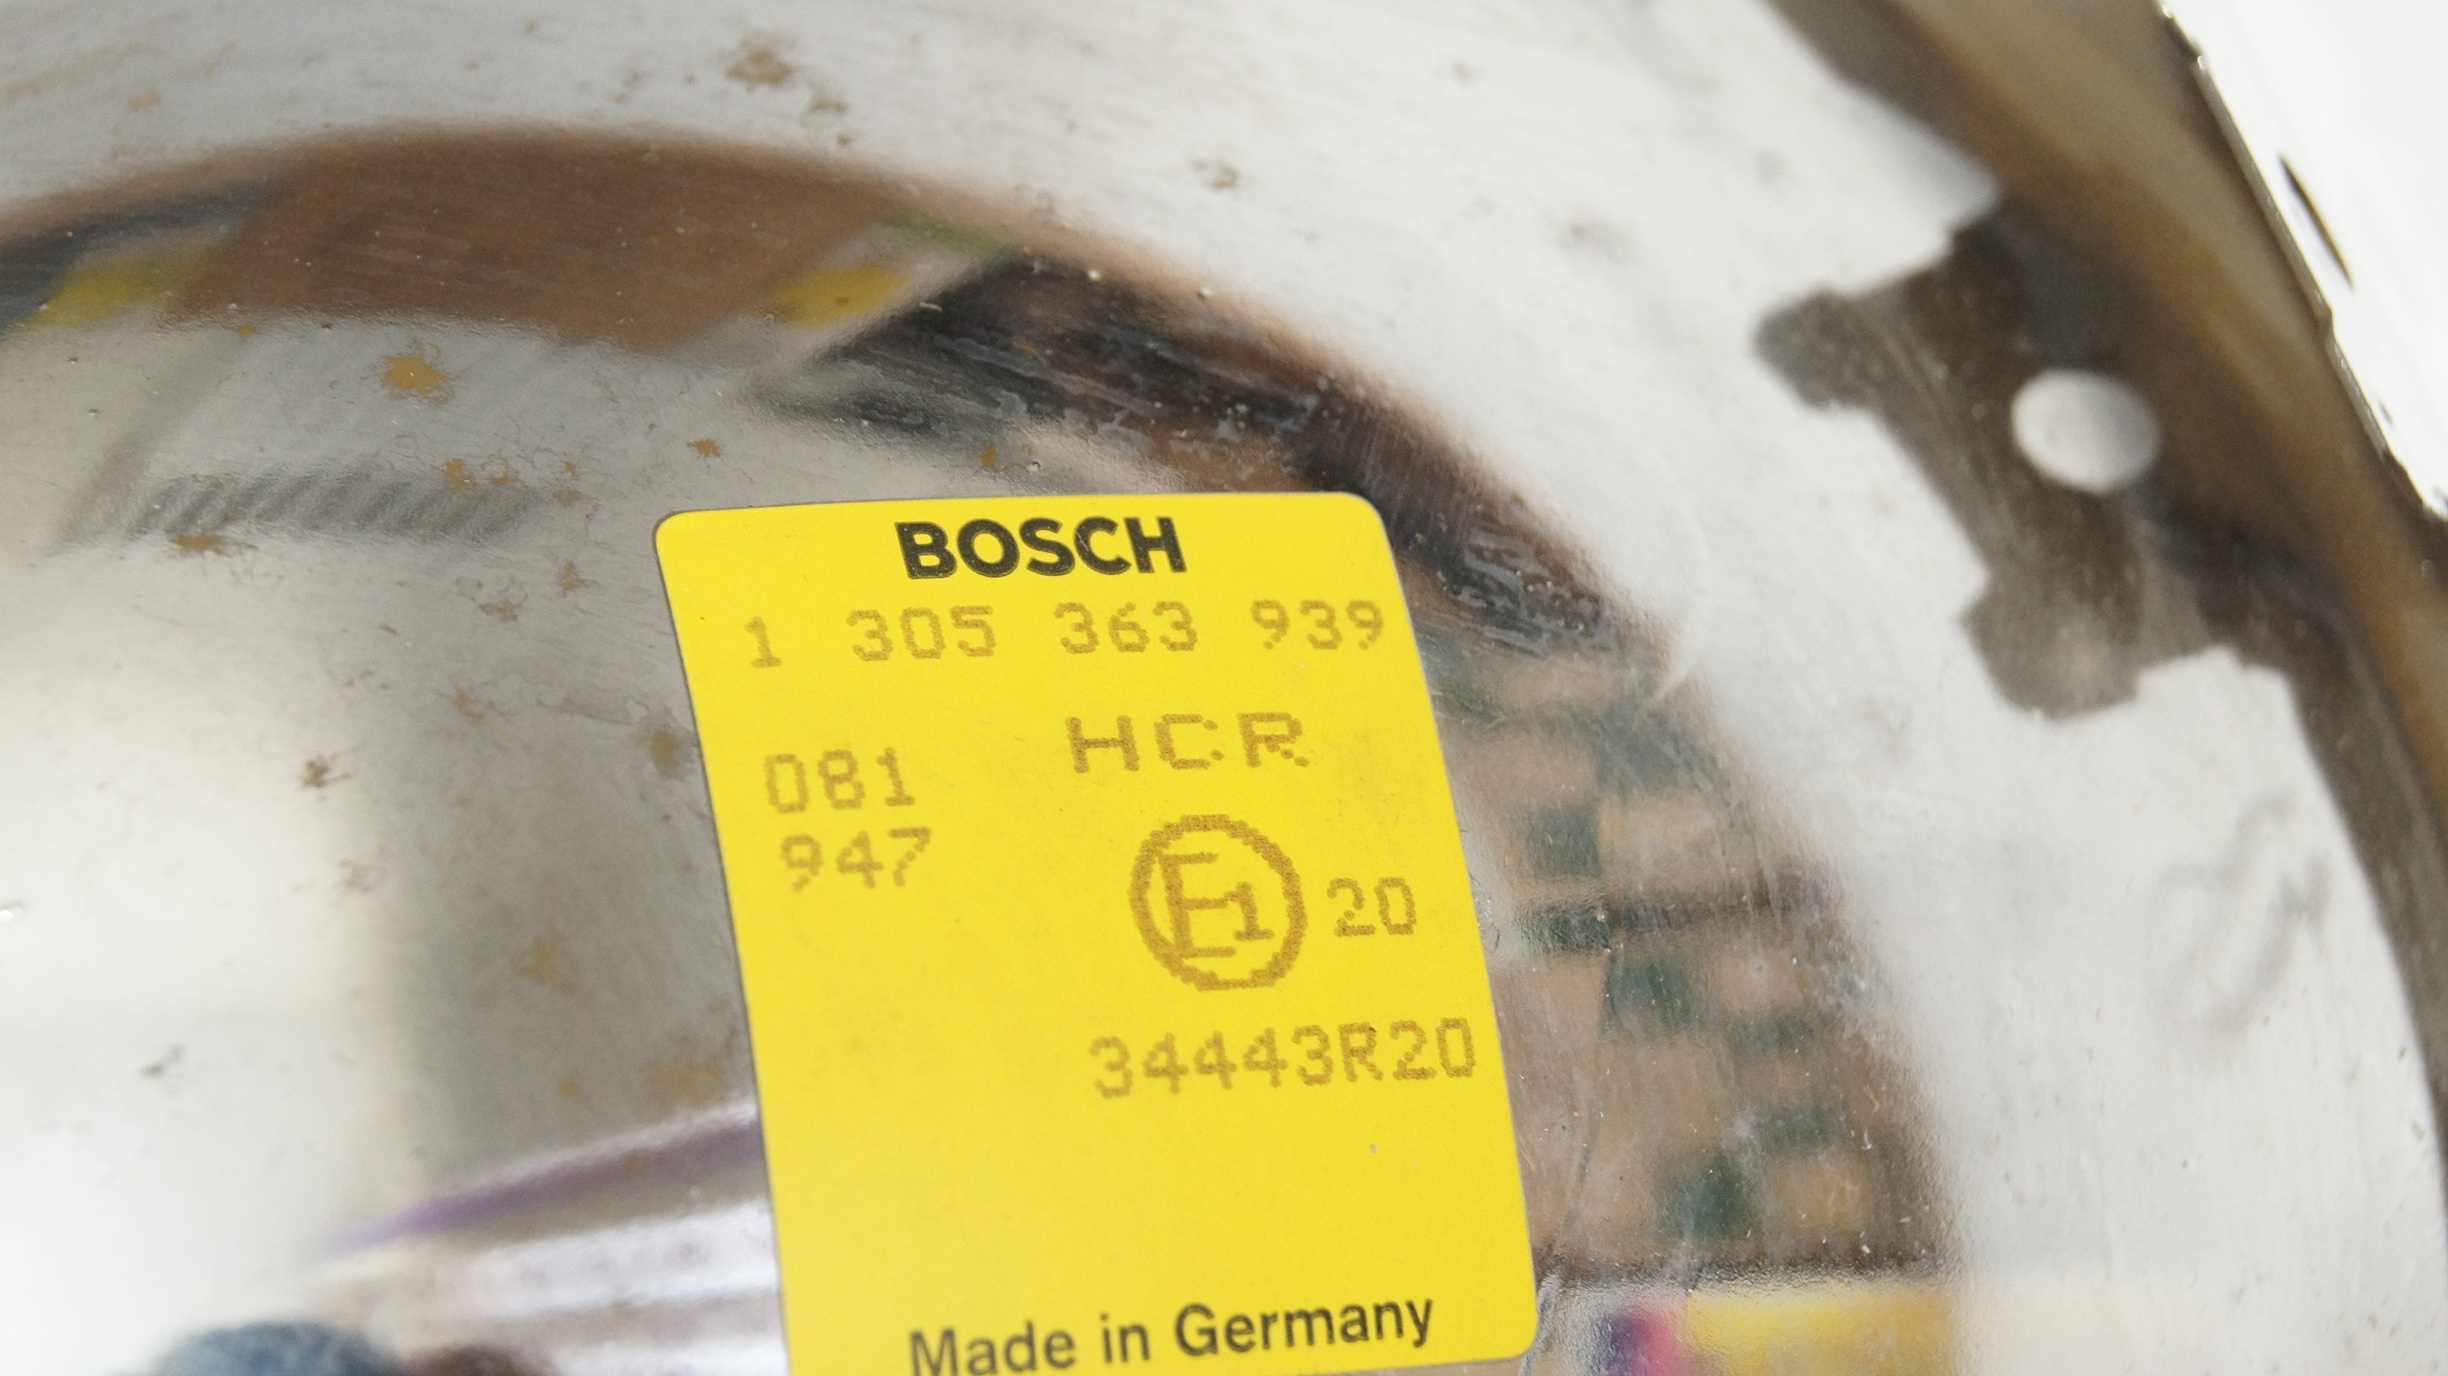 BOSCH
1 305 363 939
HCR
081
947
E1 20
34443R20
Made in Germany